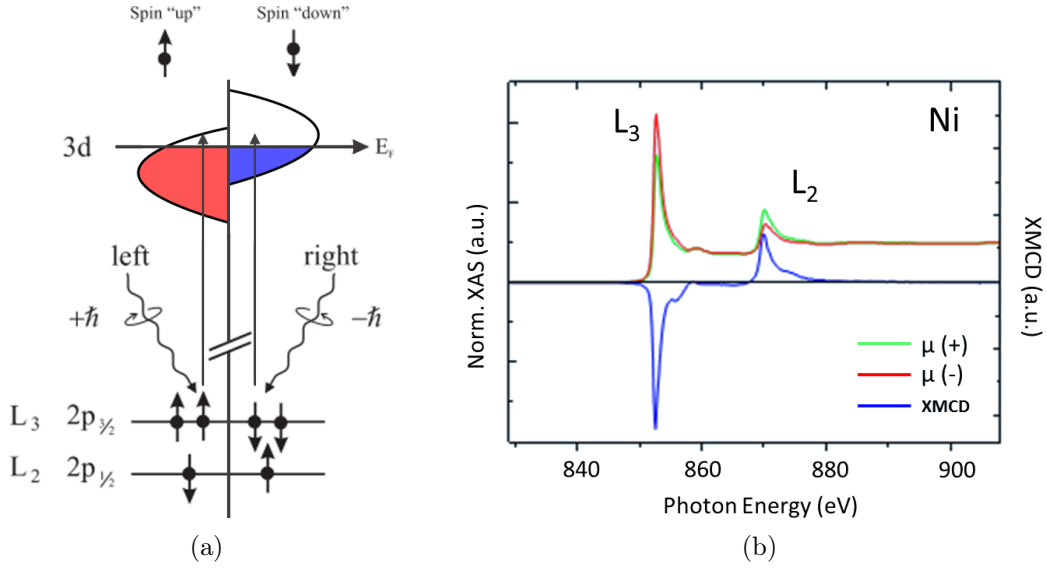 Spin “up”
Spin “down”
3d
E_F
left
right
+ℏ
−ℏ
L₃ 2p₃/₂
L₂ 2p₁/₂
(a)
Norm. XAS (a.u.)
L₃
L₂
Ni
XMCD (a.u.)
μ (+)
μ (-)
XMCD
840
860
880
900
Photon Energy (eV)
(b)